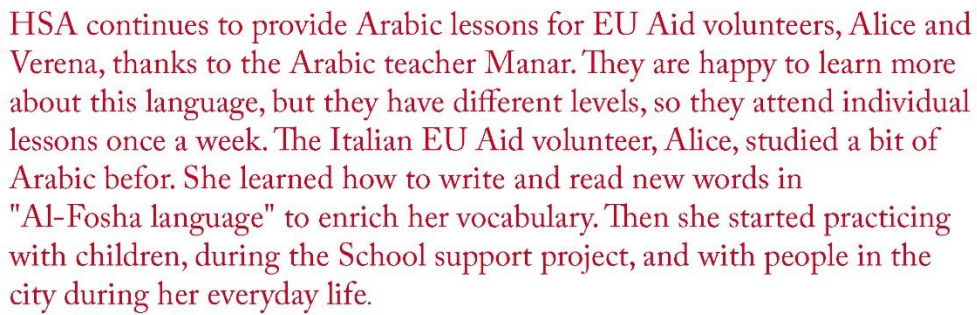 HSA continues to provide Arabic lessons for EU Aid volunteers, Alice and
Verena, thanks to the Arabic teacher Manar. They are happy to learn more
about this language, but they have different levels, so they attend individual
lessons once a week. The Italian EU Aid volunteer, Alice, studied a bit of
Arabic befor. She learned how to write and read new words in
"Al-Fosha language" to enrich her vocabulary. Then she started practicing
with children, during the School support project, and with people in the
city during her everyday life.